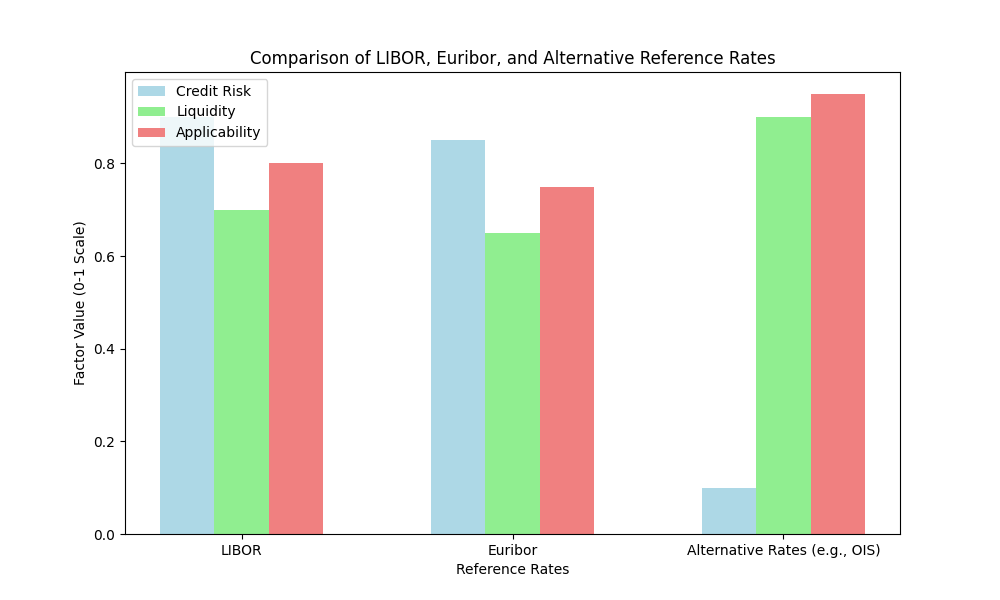 Comparison of LIBOR, Euribor, and Alternative Reference Rates
Credit Risk
Liquidity
Applicability
Factor Value (0-1 Scale)
0.8
0.6
0.4
0.2
0.0
LIBOR
Euribor
Alternative Rates (e.g., OIS)
Reference Rates